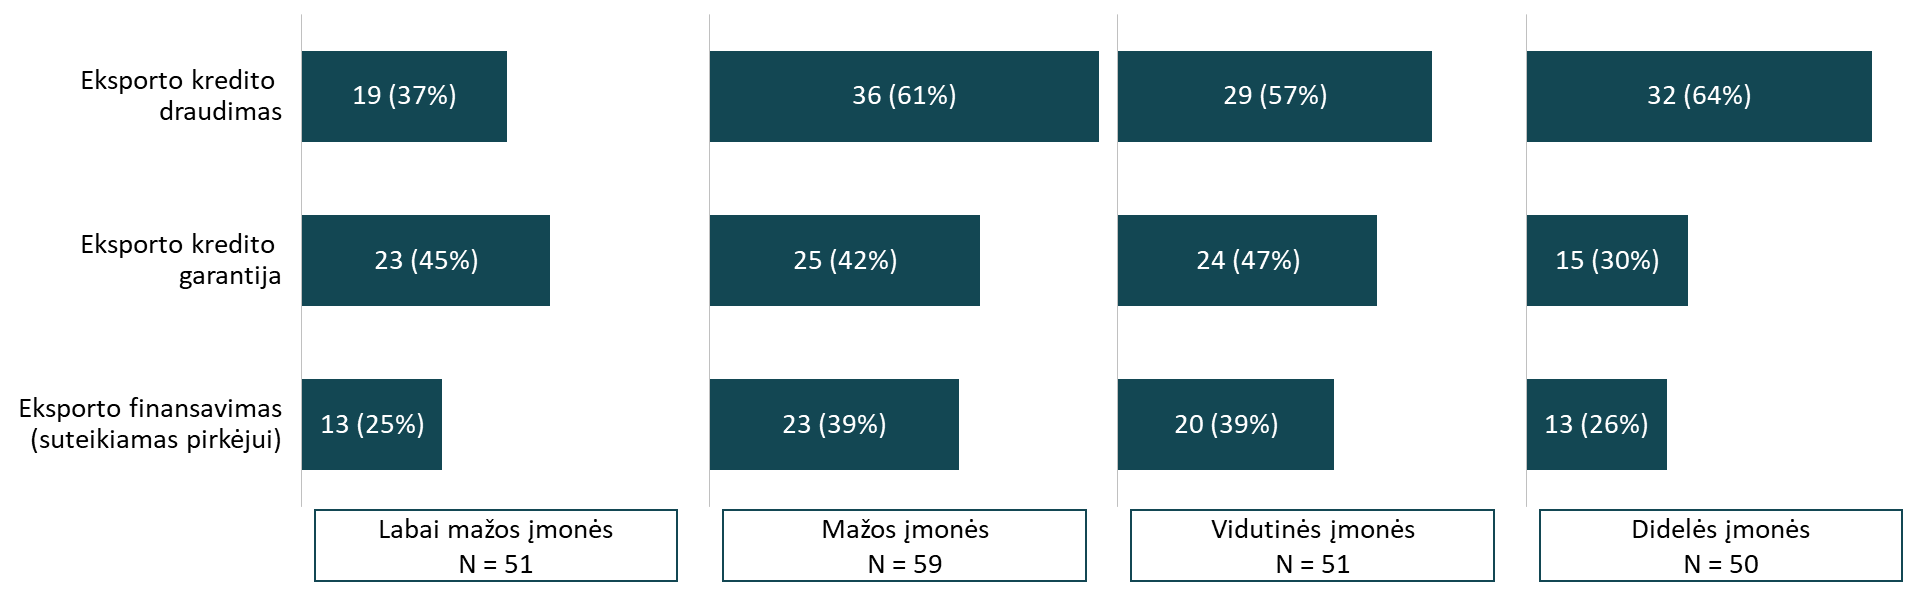 Eksporto kredito
draudimas
19 (37%)
36 (61%)
29 (57%)
32 (64%)
Eksporto kredito
garantija
23 (45%)
25 (42%)
24 (47%)
15 (30%)
Eksporto finansavimas
(suteikiamas pirkėjui)
13 (25%)
23 (39%)
20 (39%)
13 (26%)
Labai mažos įmonės
N = 51
Mažos įmonės
N = 59
Vidutinės įmonės
N = 51
Didelės įmonės
N = 50